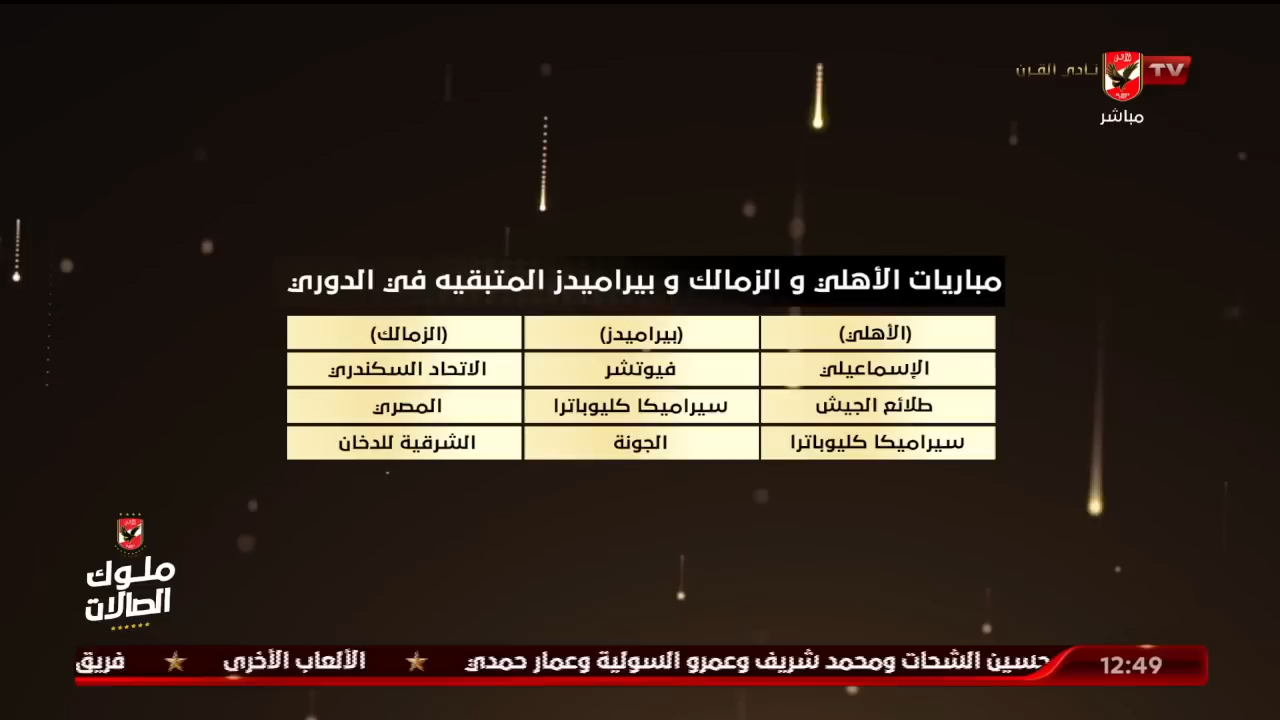 نادي القرن TV
مباشر
مباريات الأهلي و الزمالك و بيراميدز المتبقيه في الدوري
(الأهلي) (بيراميدز) (الزمالك)
الإسماعيلي فيوتشر الاتحاد السكندري
طلائع الجيش سيراميكا كليوباترا المصري
سيراميكا كليوباترا الجونة الشرقية للدخان
ملوك
الصالات
12:49 حسين الشحات ومحمد شريف وعمرو السولية وعمار حمدي ★ الألعاب الأخرى ★ فريق